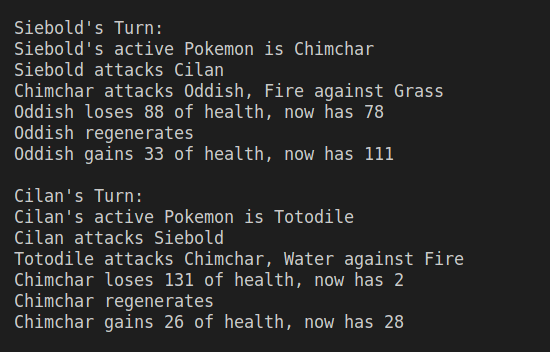 Siebold's Turn:
Siebold's active Pokemon is Chimchar
Siebold attacks Cilan
Chimchar attacks Oddish, Fire against Grass
Oddish loses 88 of health, now has 78
Oddish regenerates
Oddish gains 33 of health, now has 111

Cilan's Turn:
Cilan's active Pokemon is Totodile
Cilan attacks Siebold
Totodile attacks Chimchar, Water against Fire
Chimchar loses 131 of health, now has 2
Chimchar regenerates
Chimchar gains 26 of health, now has 28